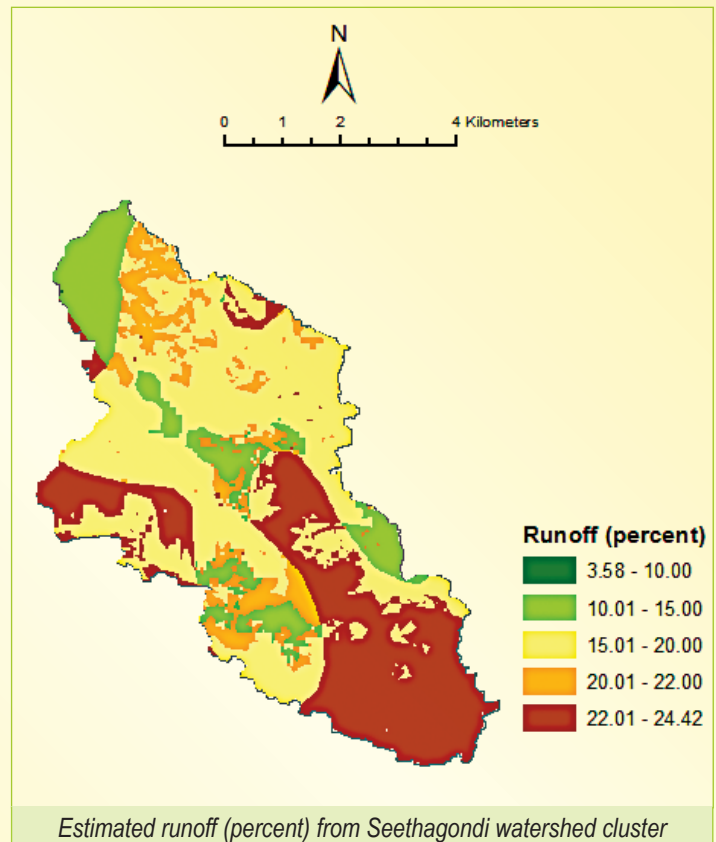 N
0 1 2 4 Kilometers
Runoff (percent)
3.58 - 10.00
10.01 - 15.00
15.01 - 20.00
20.01 - 22.00
22.01 - 24.42
Estimated runoff (percent) from Seethagondi watershed cluster